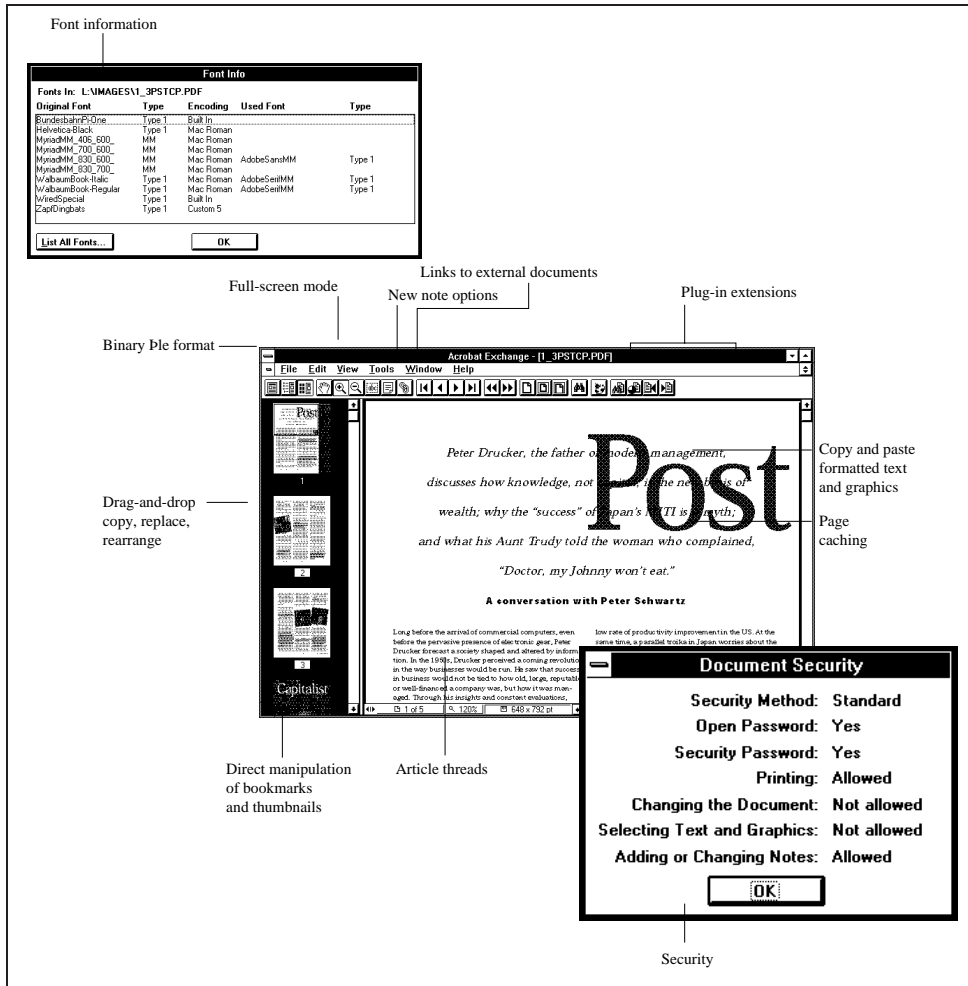 Font information
Font Info
Fonts In: L:\IMAGES\1_3PSTCP.PDF
Original Font Type Encoding Used Font Type
BundesbahnPi-One Type 1 Built In
Helvetica-Black Type 1 Mac Roman
MyriadMM_406_600_ MM Mac Roman
MyriadMM_700_600_ MM Mac Roman
MyriadMM_830_600_ MM Mac Roman AdobeSansMM Type 1
MyriadMM_830_700_ MM Mac Roman
WalbaumBook-Italic Type 1 Mac Roman AdobeSerifMM Type 1
WalbaumBook-Regular Type 1 Mac Roman AdobeSerifMM Type 1
WiredSpecial Type 1 Built In
ZapfDingbats Type 1 Custom 5
List All Fonts... OK
Links to external documents
Full-screen mode
New note options
Plug-in extensions
Binary Þle format
Acrobat Exchange - [1_3PSTCP.PDF]
File Edit View Tools Window Help
Post
1
2
3
Capitalist
Drag-and-drop
copy, replace,
rearrange
Post
Peter Drucker, the father of modern management,
discusses how knowledge, not capital, is the new basis of
wealth; why the “success” of Japan's MITI is a myth;
and what his Aunt Trudy told the woman who complained,
“Doctor, my Johnny won't eat.”
A conversation with Peter Schwartz
Long before the arrival of commercial computers, even
before the pervasive presence of electronic gear, Peter
Drucker forecast a society shaped and altered by inform
tion. In the 1950s, Drucker perceived a coming revolutio
in the way businesses would be run. He saw that success
in business would not be tied to how old, large, reputable
or well-financed a company was, but how it was man-
aged. Through his insights and constant evaluations,
low rate of productivity improvement in the US. At the
same time, a parallel troika in Japan worries about the
1 of 5 120% 648 x 792 pt
Copy and paste
formatted text
and graphics
Page
caching
Direct manipulation
of bookmarks
and thumbnails
Article threads
Document Security
Security Method: Standard
Open Password: Yes
Security Password: Yes
Printing: Allowed
Changing the Document: Not allowed
Selecting Text and Graphics: Not allowed
Adding or Changing Notes: Allowed
OK
Security